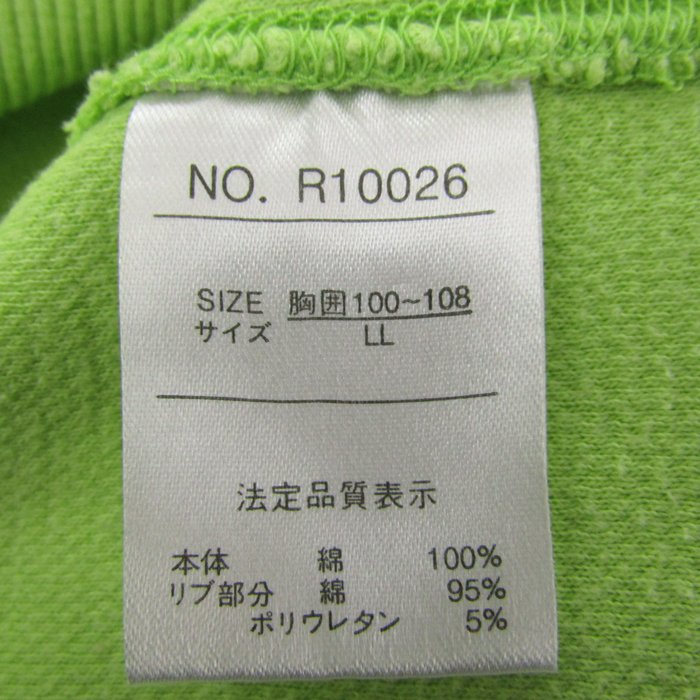 NO. R10026
SIZE 胸囲100~108
サイズ LL
法定品質表示
本体 綿 100%
リブ部分 綿 95%
ポリウレタン 5%